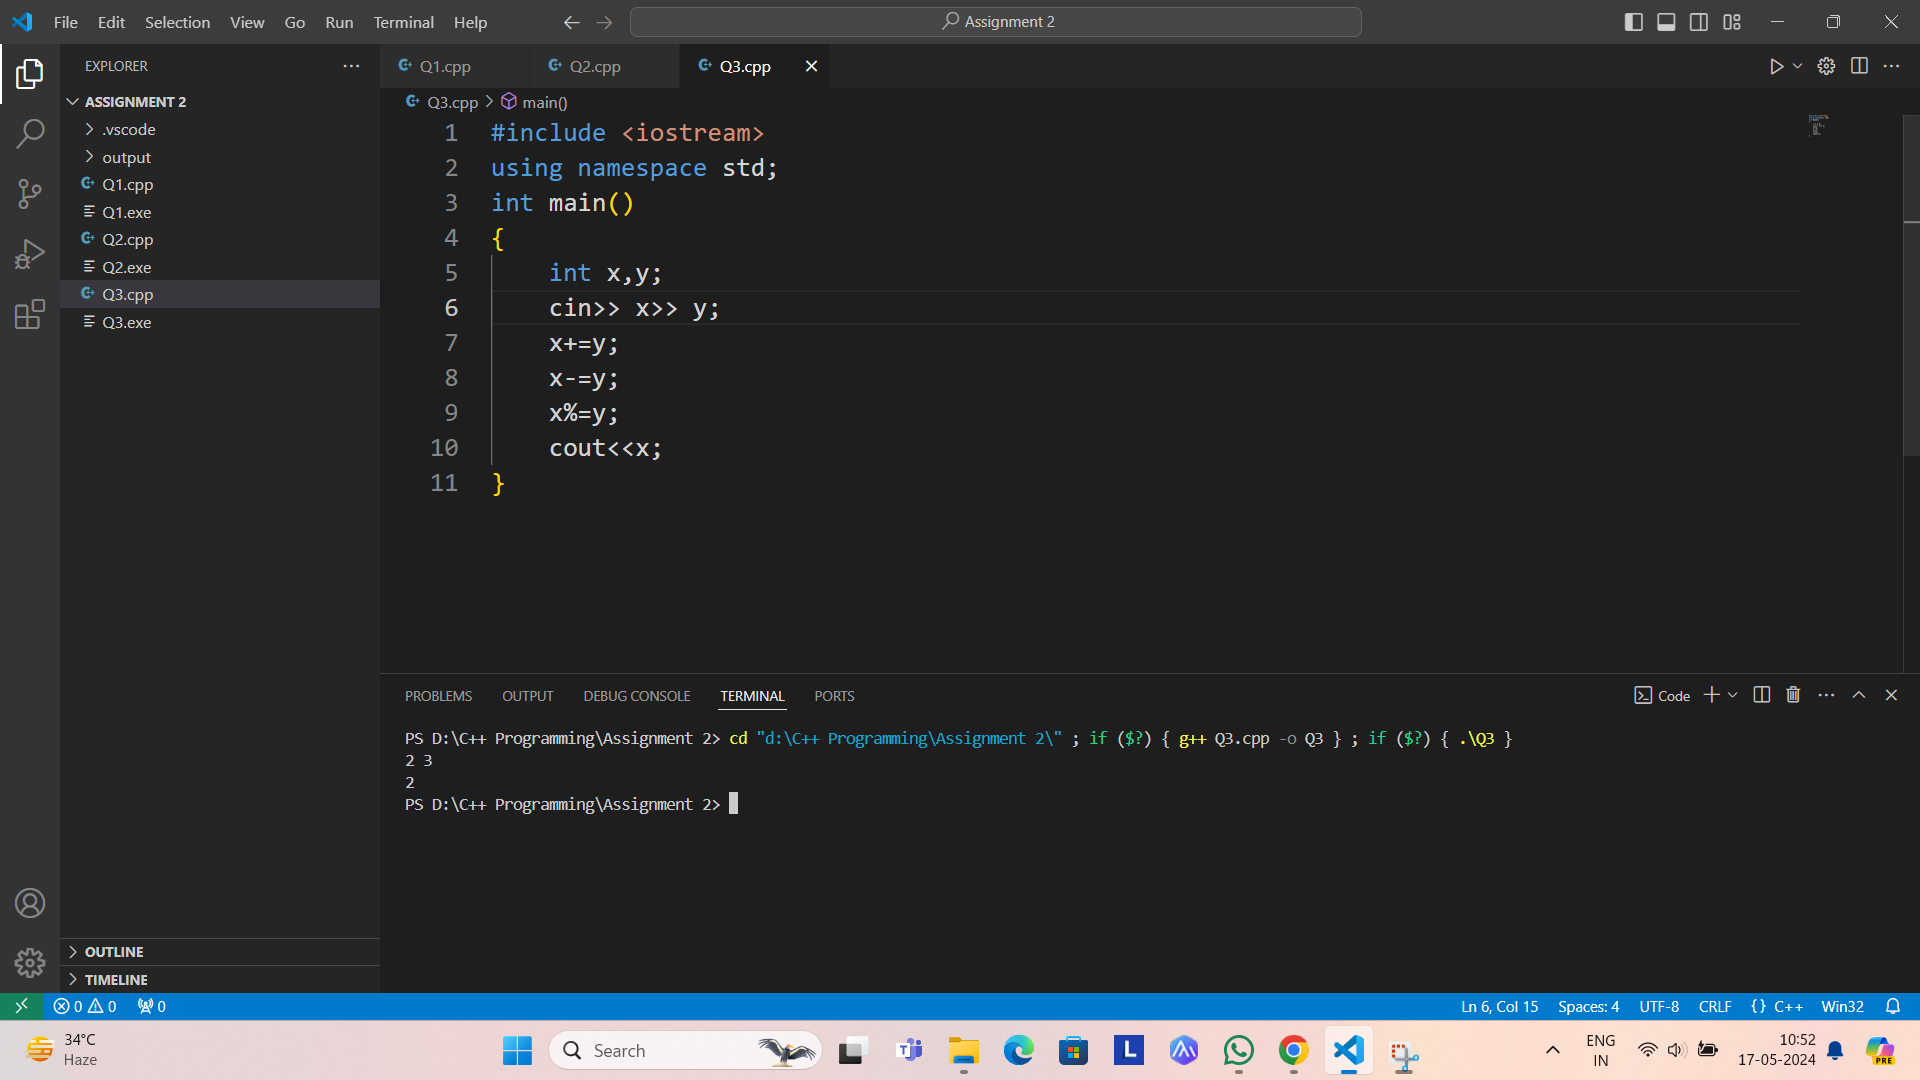 File Edit Selection View Go Run Terminal Help
Assignment 2
EXPLORER
ASSIGNMENT 2
.vscode
output
Q1.cpp
Q1.exe
Q2.cpp
Q2.exe
Q3.cpp
Q3.exe
OUTLINE
TIMELINE
Q1.cpp Q2.cpp Q3.cpp
Q3.cpp > main()
1 #include <iostream>
2 using namespace std;
3 int main()
4 {
5 int x,y;
6 cin>> x>> y;
7 x+=y;
8 x-=y;
9 x%=y;
10 cout<<x;
11 }
PROBLEMS OUTPUT DEBUG CONSOLE TERMINAL PORTS
Code
PS D:\C++ Programming\Assignment 2> cd "d:\C++ Programming\Assignment 2\" ; if ($?) { g++ Q3.cpp -o Q3 } ; if ($?) { .\Q3 }
2 3
2
PS D:\C++ Programming\Assignment 2>
0 0 0 Ln 6, Col 15 Spaces: 4 UTF-8 CRLF {} C++ Win32
34°C
Haze
Search
L
ENG
IN
10:52
17-05-2024
PRE